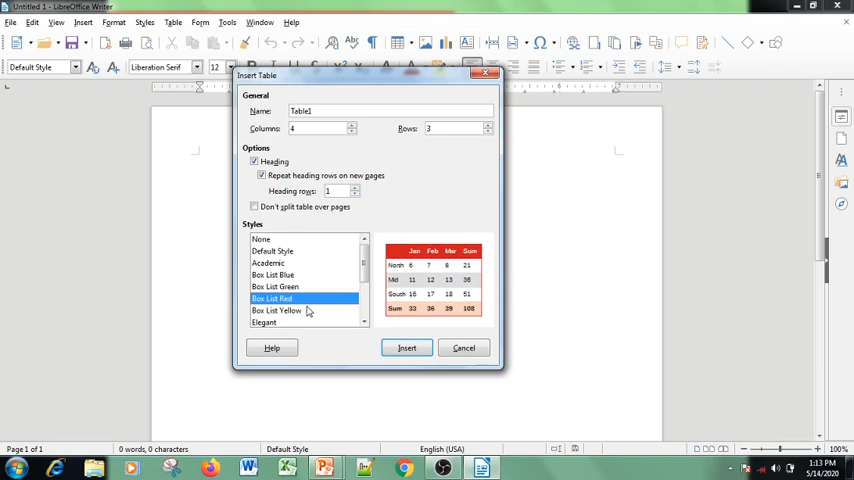 Untitled 1 - LibreOffice Writer
File Edit View Insert Format Styles Table Form Tools Window Help
Default Style Liberation Serif 12
Insert Table
General
Name: Table1
Columns: 4 Rows: 3
Options
Heading
Repeat heading rows on new pages
Heading rows: 1
Don't split table over pages
Styles
None
Default Style
Academic
Box List Blue
Box List Green
Box List Red
Box List Yellow
Elegant
Jan Feb Mar Sum
North 6 7 8 21
Mid 11 12 13 36
South 16 17 18 51
Sum 33 36 39 108
Help Insert Cancel
Page 1 of 1 0 words, 0 characters Default Style English (USA) 100%
1:13 PM
5/14/2020